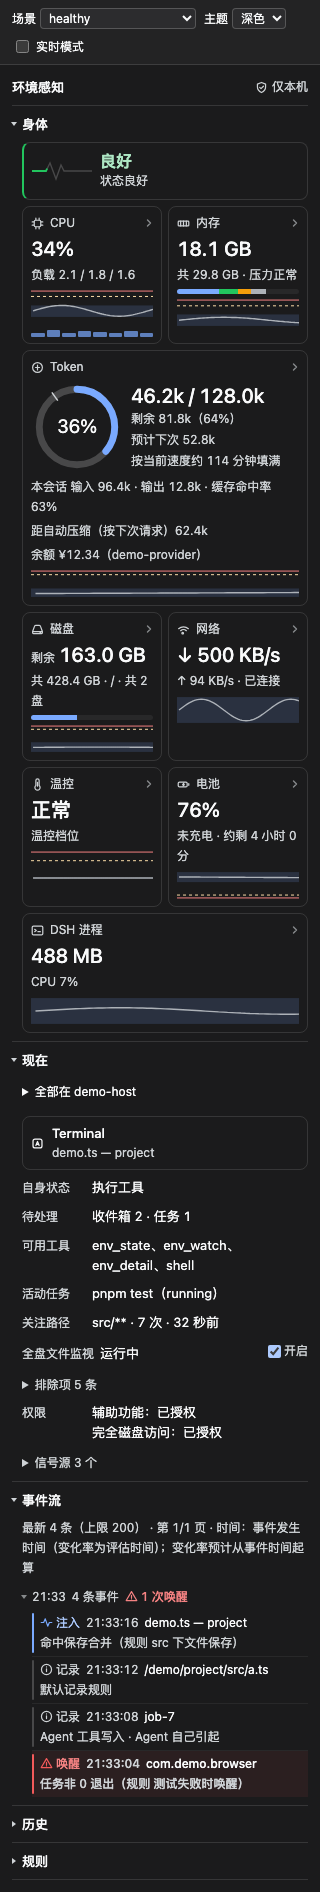 场景 healthy 主题 深色
实时模式
环境感知 仅本机
身体
良好
状态良好
CPU
34%
负载 2.1 / 1.8 / 1.6
内存
18.1 GB
共 29.8 GB · 压力正常
Token
36%
46.2k / 128.0k
剩余 81.8k（64%）
预计下次 52.8k
按当前速度约 114 分钟填满
本会话 输入 96.4k · 输出 12.8k · 缓存命中率
63%
距自动压缩（按下次请求）62.4k
余额 ¥12.34（demo-provider）
磁盘
剩余 163.0 GB
共 428.4 GB · / · 共 2
盘
网络
↓ 500 KB/s
↑ 94 KB/s · 已连接
温控
正常
温控档位
电池
76%
未充电 · 约剩 4 小时 0
分
DSH 进程
488 MB
CPU 7%
现在
全部在 demo-host
Terminal
demo.ts — project
自身状态 执行工具
待处理 收件箱 2 · 任务 1
可用工具 env_state、env_watch、
env_detail、shell
活动任务 pnpm test（running）
关注路径 src/** · 7 次 · 32 秒前
全盘文件监视 运行中 开启
排除项 5 条
权限 辅助功能：已授权
完全磁盘访问：已授权
信号源 3 个
事件流
最新 4 条（上限 200） · 第 1/1 页 · 时间：事件发生
时间（变化率为评估时间）；变化率预计从事件时间起
算
21:33 4 条事件 1 次唤醒
注入 21:33:16 demo.ts — project
命中保存合并（规则 src 下文件保存）
记录 21:33:12 /demo/project/src/a.ts
默认记录规则
记录 21:33:08 job-7
Agent 工具写入 · Agent 自己引起
唤醒 21:33:04 com.demo.browser
任务非 0 退出（规则 测试失败时唤醒）
历史
规则